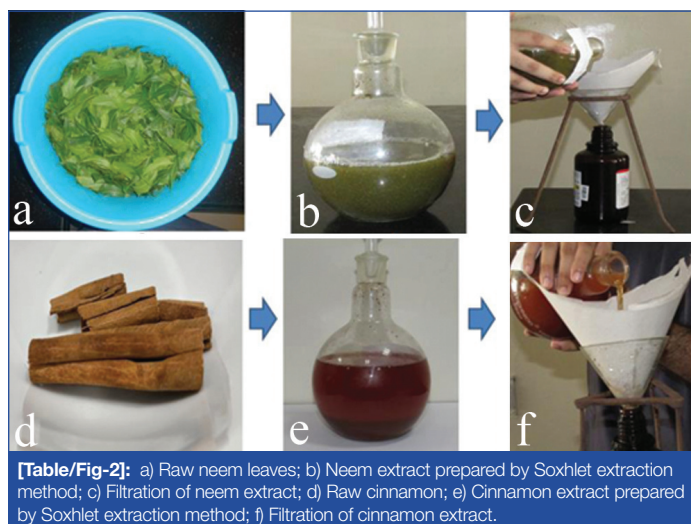 a
b
c
d
e
f
[Table/Fig-2]: a) Raw neem leaves; b) Neem extract prepared by Soxhlet extraction
method; c) Filtration of neem extract; d) Raw cinnamon; e) Cinnamon extract prepared
by Soxhlet extraction method; f) Filtration of cinnamon extract.